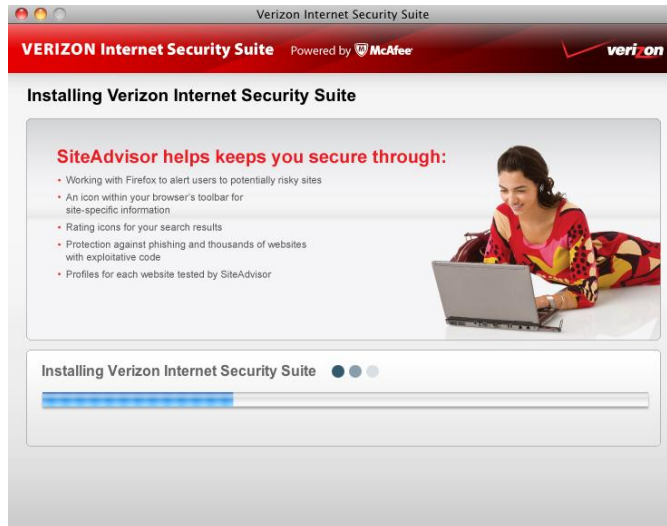 Verizon Internet Security Suite
VERIZON Internet Security Suite Powered by McAfee verizon
Installing Verizon Internet Security Suite
SiteAdvisor helps keeps you secure through:
• Working with Firefox to alert users to potentially risky sites
• An icon within your browser's toolbar for
site-specific information
• Rating icons for your search results
• Protection against phishing and thousands of websites
with exploitative code
• Profiles for each website tested by SiteAdvisor
Installing Verizon Internet Security Suite